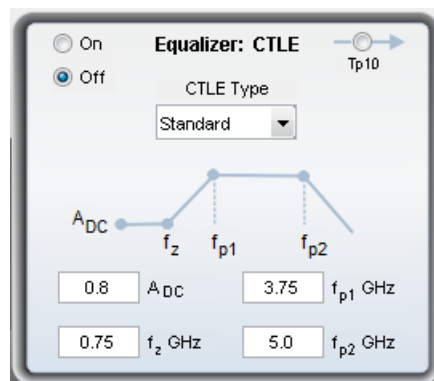 On
Equalizer: CTLE
Off
Tp10
CTLE Type
Standard
ADC
fz fp1 fp2
0.8 ADC 3.75 fp1 GHz
0.75 fz GHz 5.0 fp2 GHz